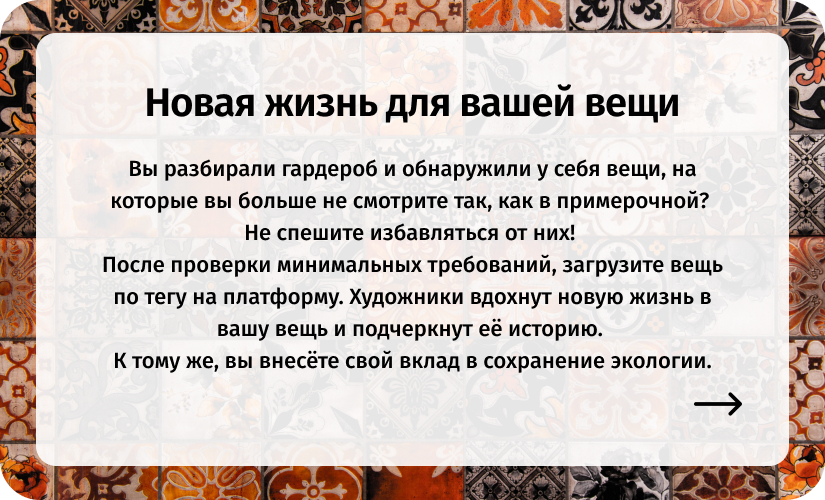 Новая жизнь для вашей вещи
Вы разбирали гардероб и обнаружили у себя вещи, на
которые вы больше не смотрите так, как в примерочной?
Не спешите избавляться от них!
После проверки минимальных требований, загрузите вещь
по тегу на платформу. Художники вдохнут новую жизнь в
вашу вещь и подчеркнут её историю.
К тому же, вы внесёте свой вклад в сохранение экологии.